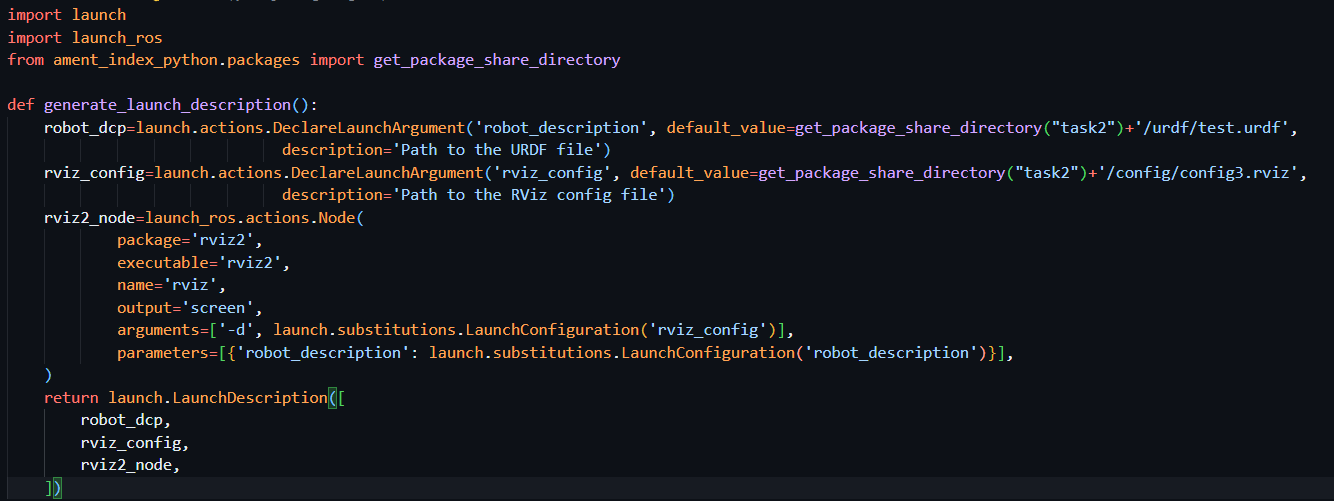 import launch
import launch_ros
from ament_index_python.packages import get_package_share_directory
def generate_launch_description():
robot_dcp=launch.actions.DeclareLaunchArgument('robot_description', default_value=get_package_share_directory("task2")+'/urdf/test.urdf',
description='Path to the URDF file')
rviz_config=launch.actions.DeclareLaunchArgument('rviz_config', default_value=get_package_share_directory("task2")+'/config/config3.rviz',
description='Path to the RViz config file')
rviz2_node=launch_ros.actions.Node(
package='rviz2',
executable='rviz2',
name='rviz',
output='screen',
arguments=['-d', launch.substitutions.LaunchConfiguration('rviz_config')],
parameters=[{'robot_description': launch.substitutions.LaunchConfiguration('robot_description')}],
)
return launch.LaunchDescription([
robot_dcp,
rviz_config,
rviz2_node,
])